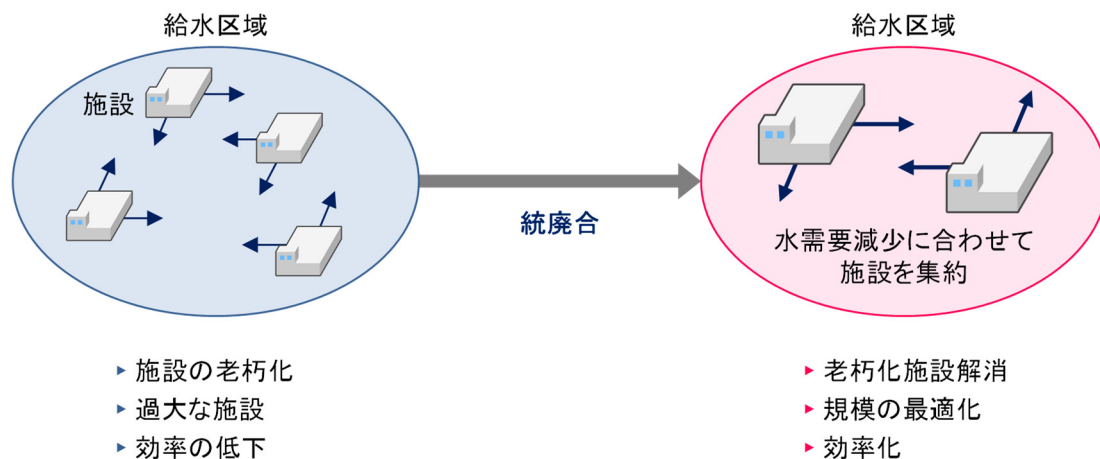 給水区域
施設
▸ 施設の老朽化
▸ 過大な施設
▸ 効率の低下
統廃合
給水区域
水需要減少に合わせて
施設を集約
▸ 老朽化施設解消
▸ 規模の最適化
▸ 効率化